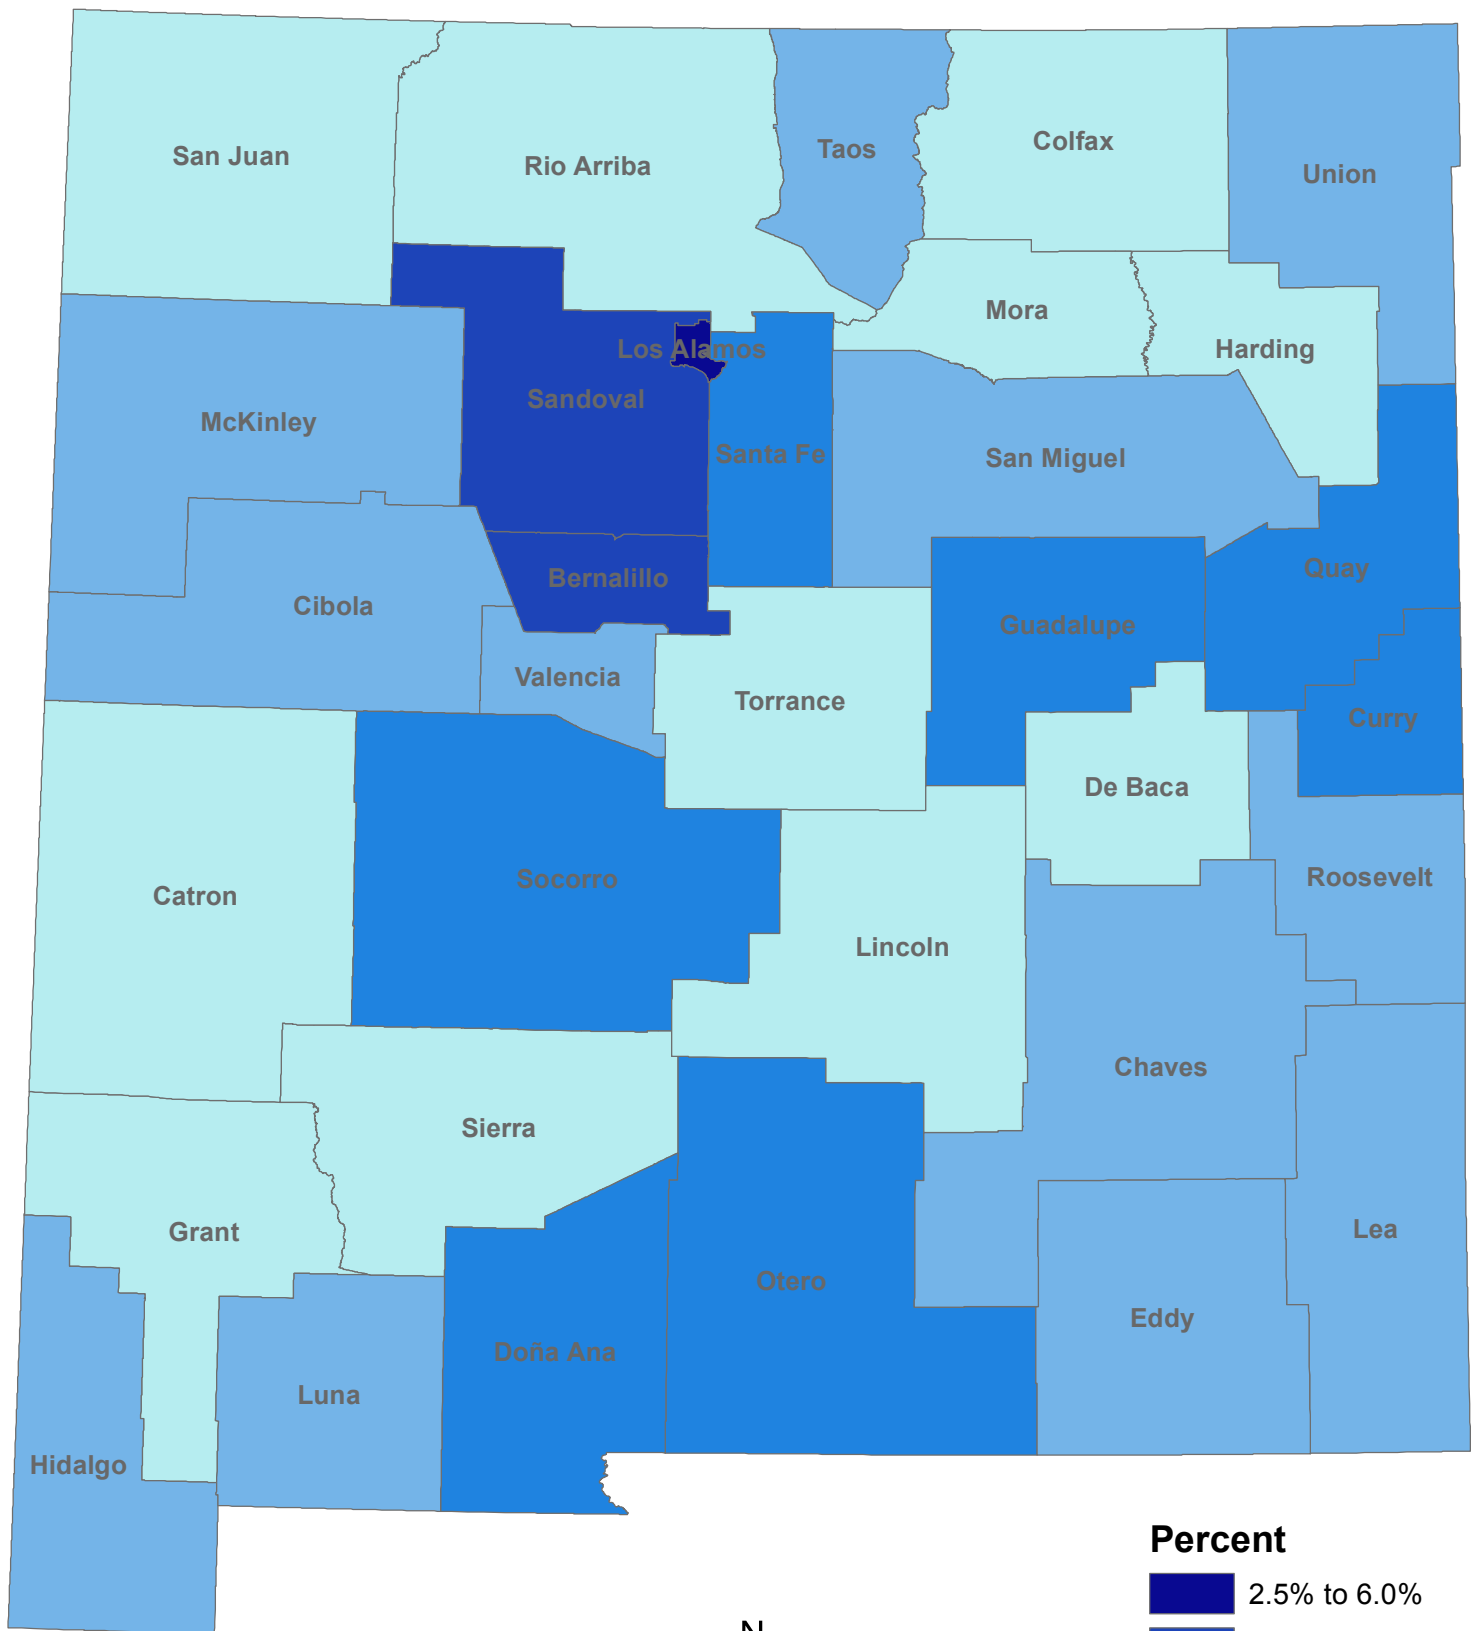 San Juan
Rio Arriba
Taos
Colfax
Union
Mora
Harding
Los Alamos
Sandoval
McKinley
Santa Fe
San Miguel
Bernalillo
Quay
Cibola
Guadalupe
Valencia
Torrance
Curry
De Baca
Catron
Socorro
Roosevelt
Lincoln
Chaves
Sierra
Grant
Lea
Otero
Eddy
Doña Ana
Luna
Hidalgo
Percent
2.5% to 6.0%
N